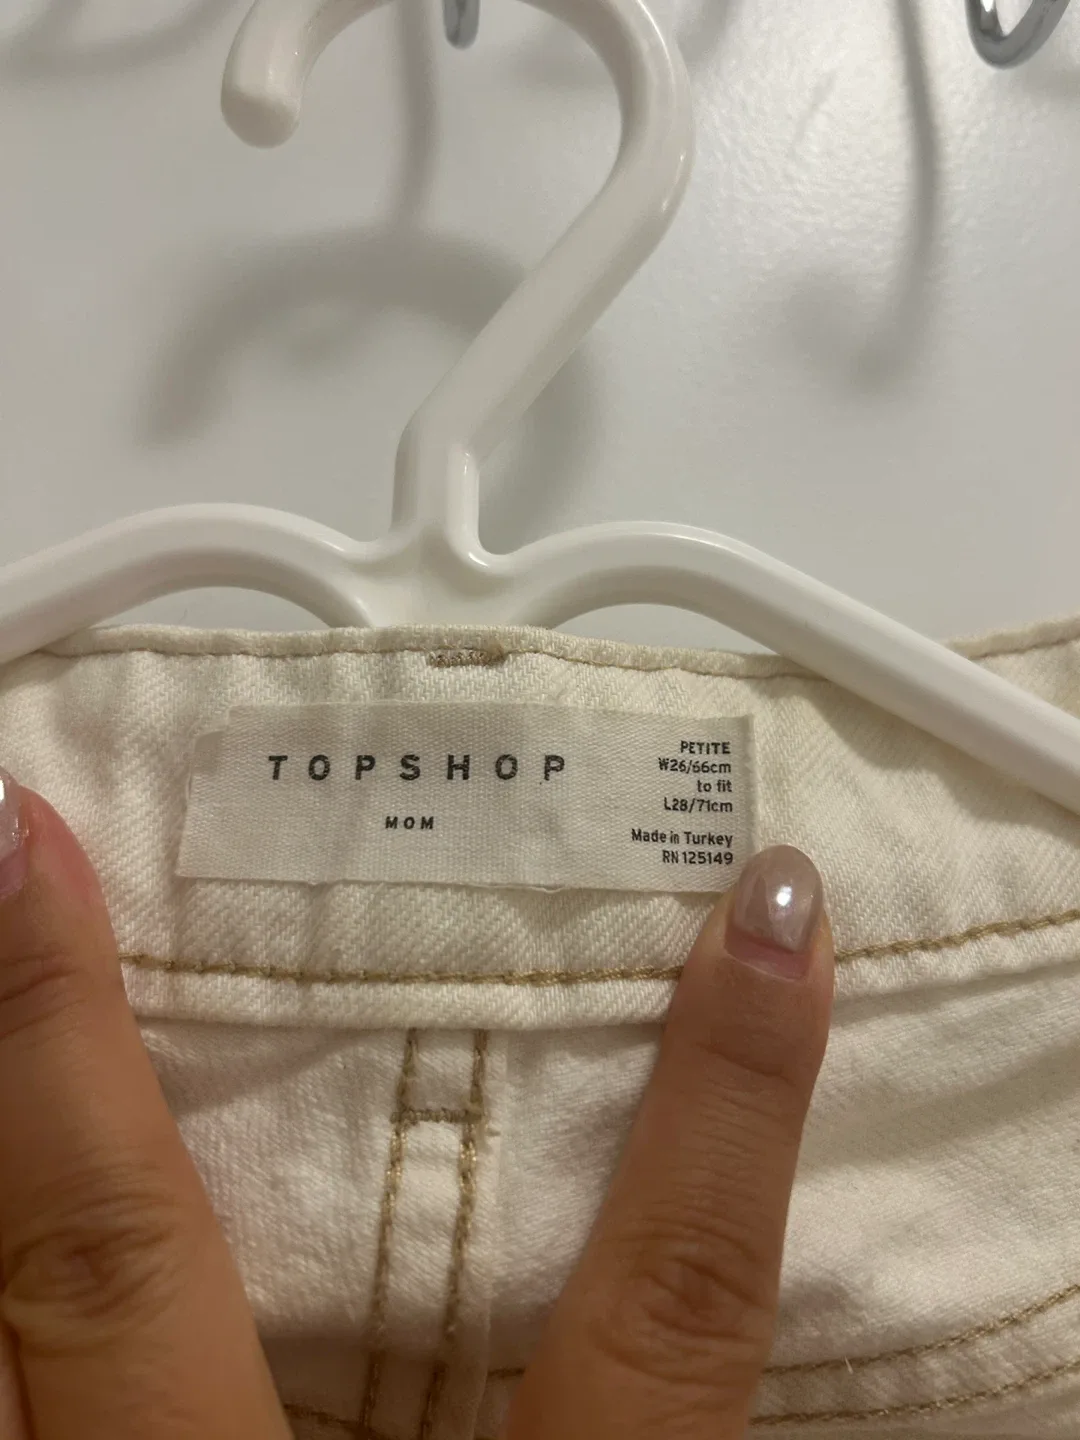 TOPSHOP
MOM
PETITE
W26/66cm
to fit
L28/71cm
Made in Turkey
RN 125149